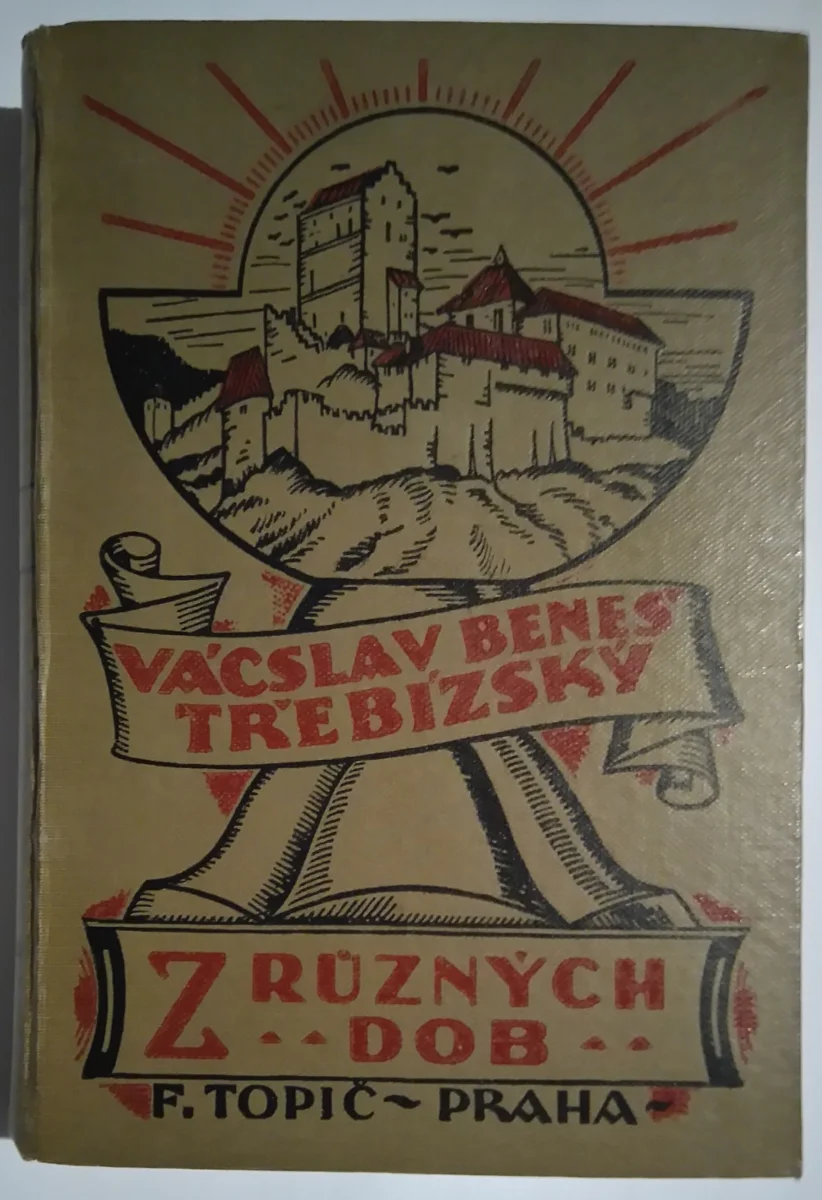 VÁCSLAV BENEŠ
TŘEBÍZSKÝ
Z RŮZNÝCH
DOB
F. TOPIČ ~ PRAHA ~